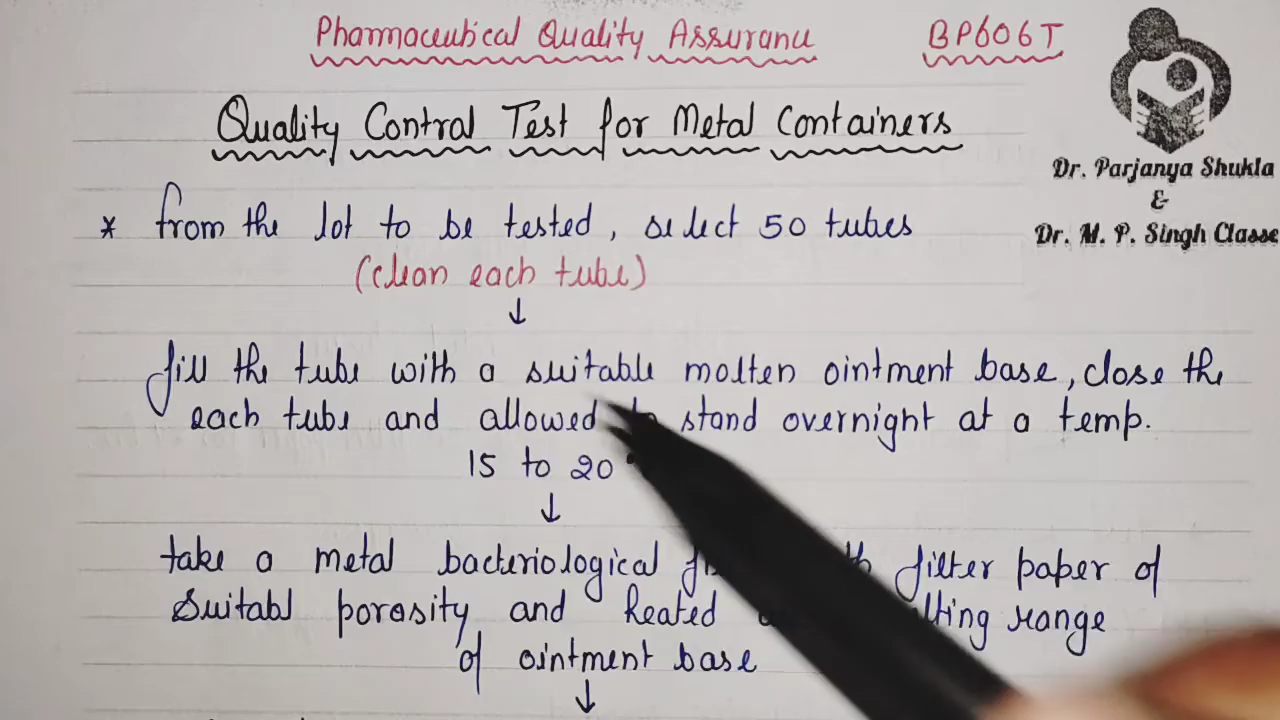 Pharmaceutical Quality Assurance BP606T
Quality Control Test for Metal Containers
Dr. Parjanya Shukla
&
Dr. M. P. Singh Classe
* from the lot to be tested, select 50 tubes
(clean each tube)
↓
fill the tube with a suitable molten ointment base, close the
each tube and allowed stand overnight at a temp.
15 to 20
↓
take a metal bacteriological filter paper of
suitabl porosity and heated range
of ointment base
↓